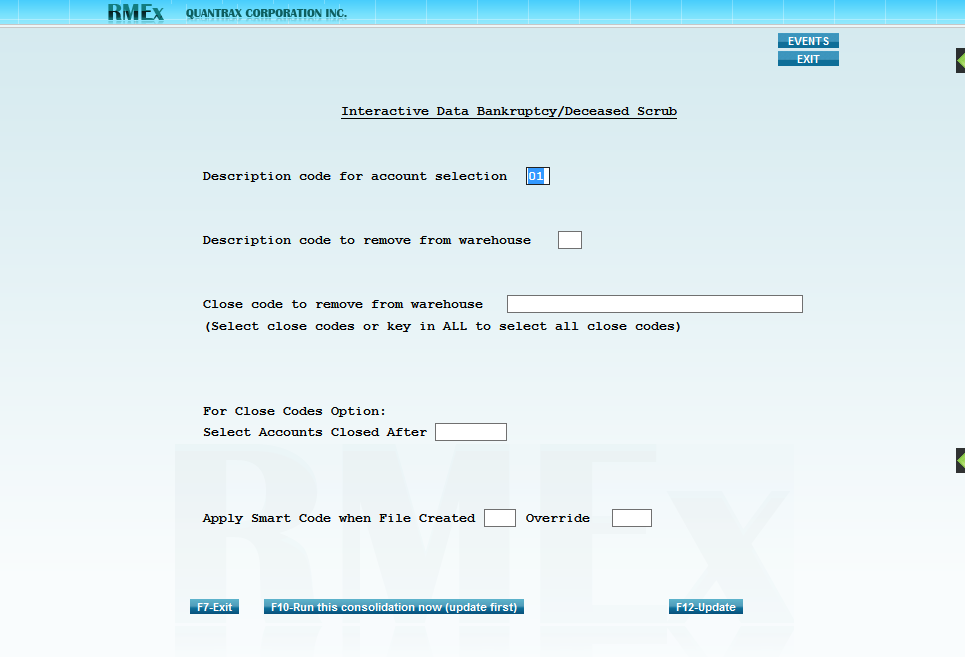 RMEx QUANTRAX CORPORATION INC.
EVENTS
EXIT
Interactive Data Bankruptcy/Deceased Scrub
Description code for account selection 01
Description code to remove from warehouse
Close code to remove from warehouse
(Select close codes or key in ALL to select all close codes)
For Close Codes Option:
Select Accounts Closed After
RMEx
Apply Smart Code when File Created Override
F7-Exit F10-Run this consolidation now (update first) F12-Update